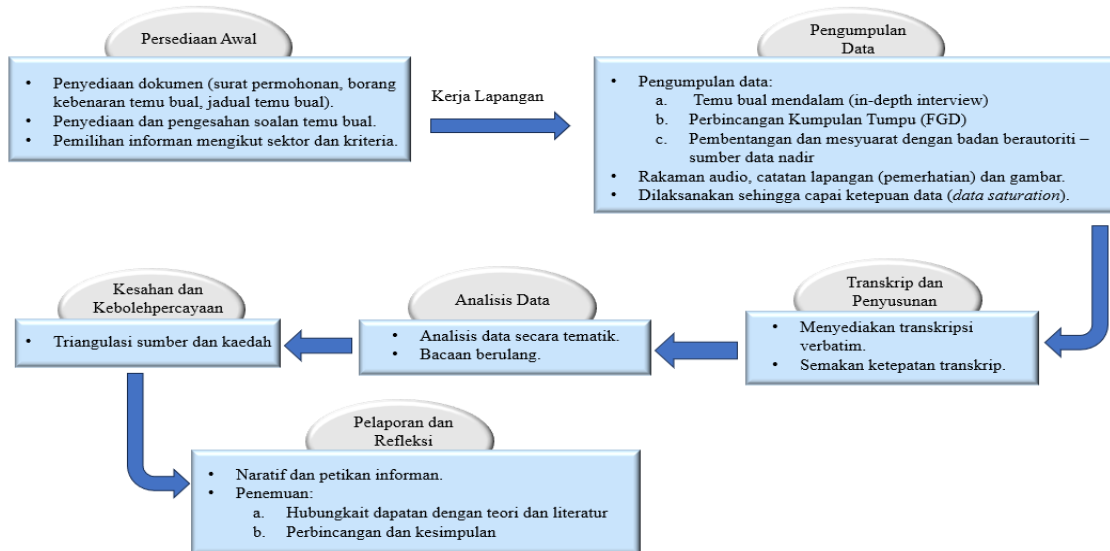 Persediaan Awal
• Penyediaan dokumen (surat permohonan, borang
kebenaran temu bual, jadual temu bual).
• Penyediaan dan pengesahan soalan temu bual.
• Pemilihan informan mengikut sektor dan kriteria.
Kerja Lapangan
Pengumpulan
Data
• Pengumpulan data:
a. Temu bual mendalam (in-depth interview)
b. Perbincangan Kumpulan Tumpu (FGD)
c. Pembentangan dan mesyuarat dengan badan berautoriti –
sumber data nadir
• Rakaman audio, catatan lapangan (pemerhatian) dan gambar.
• Dilaksanakan sehingga capai ketepuan data (data saturation).
Transkrip dan
Penyusunan
• Menyediakan transkripsi
verbatim.
• Semakan ketepatan transkrip.
Analisis Data
• Analisis data secara tematik.
• Bacaan berulang.
Kesahan dan
Kebolehpercayaan
• Triangulasi sumber dan kaedah
Pelaporan dan
Refleksi
• Naratif dan petikan informan.
• Penemuan:
a. Hubungkait dapatan dengan teori dan literatur
b. Perbincangan dan kesimpulan